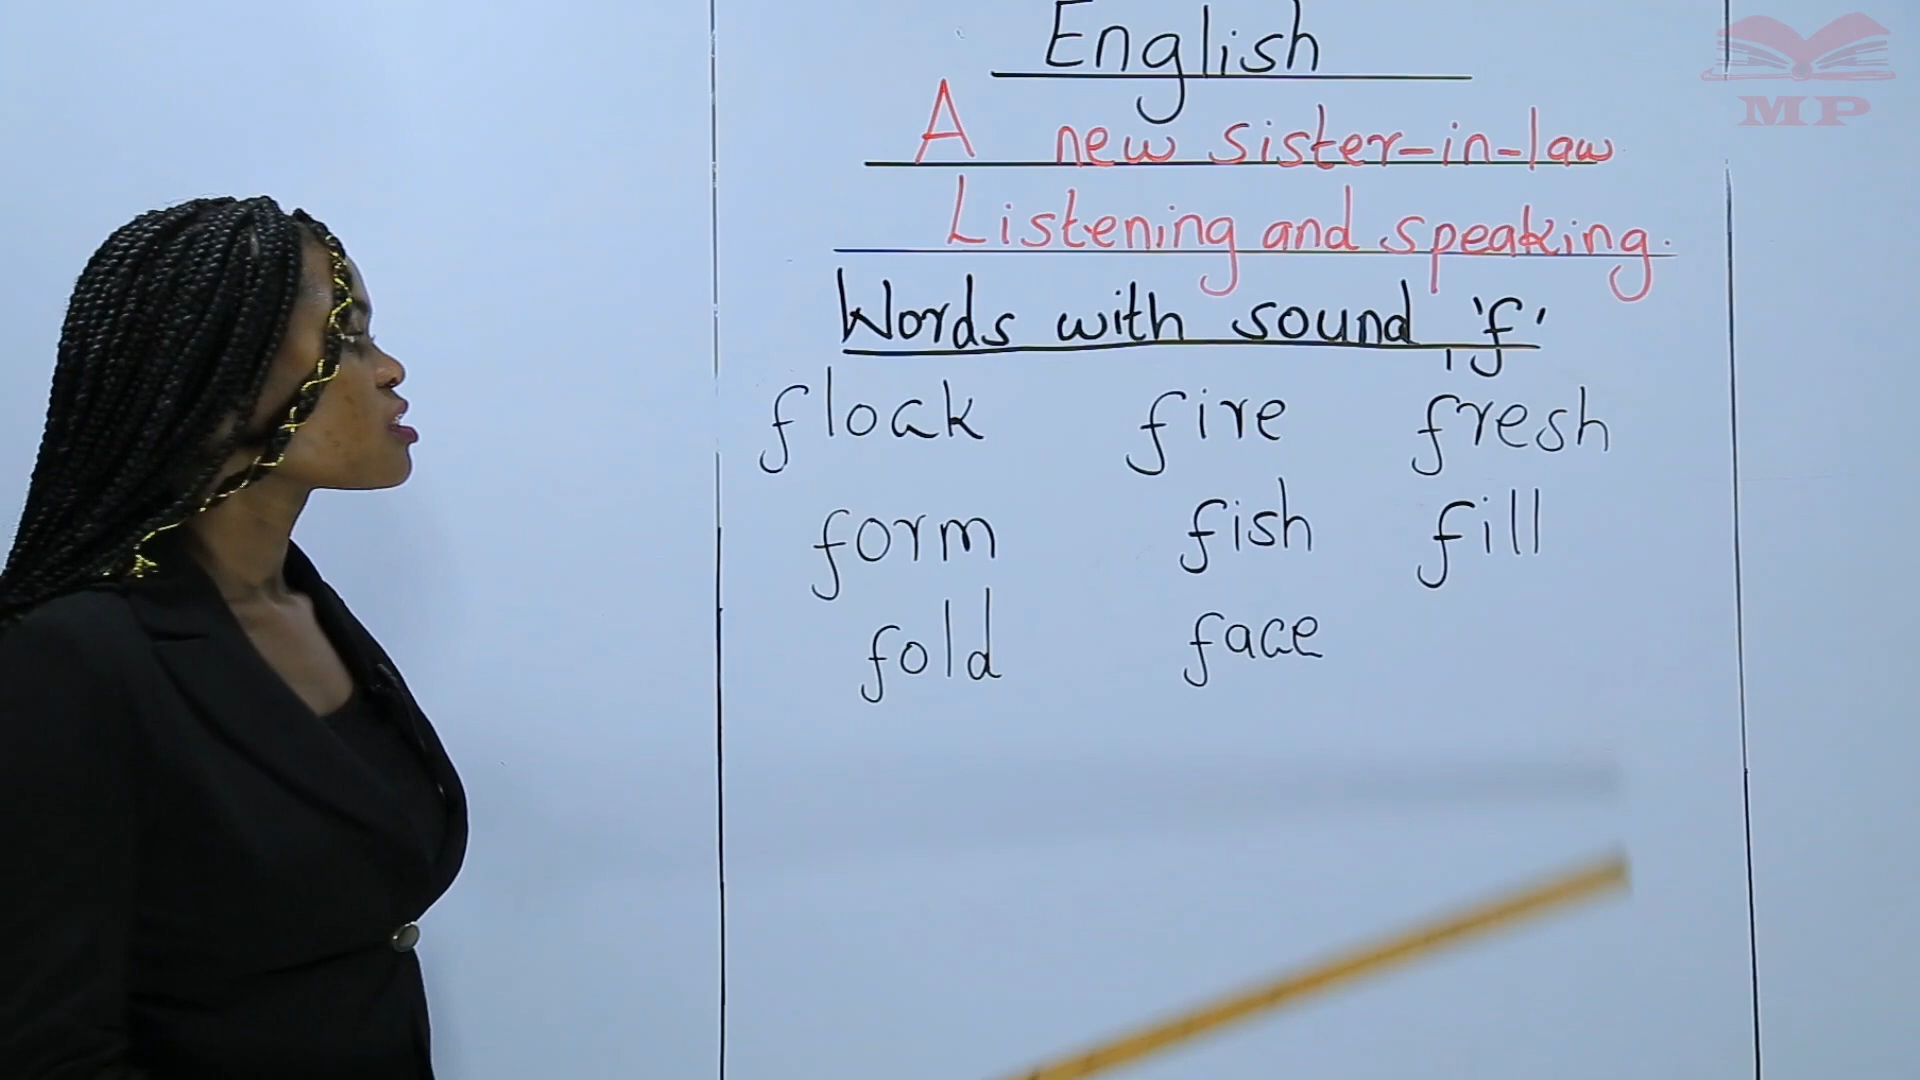 English
A new sister-in-law
Listening and speaking.
Words with sound 'f'
flock fire fresh
form fish fill
fold face
MP